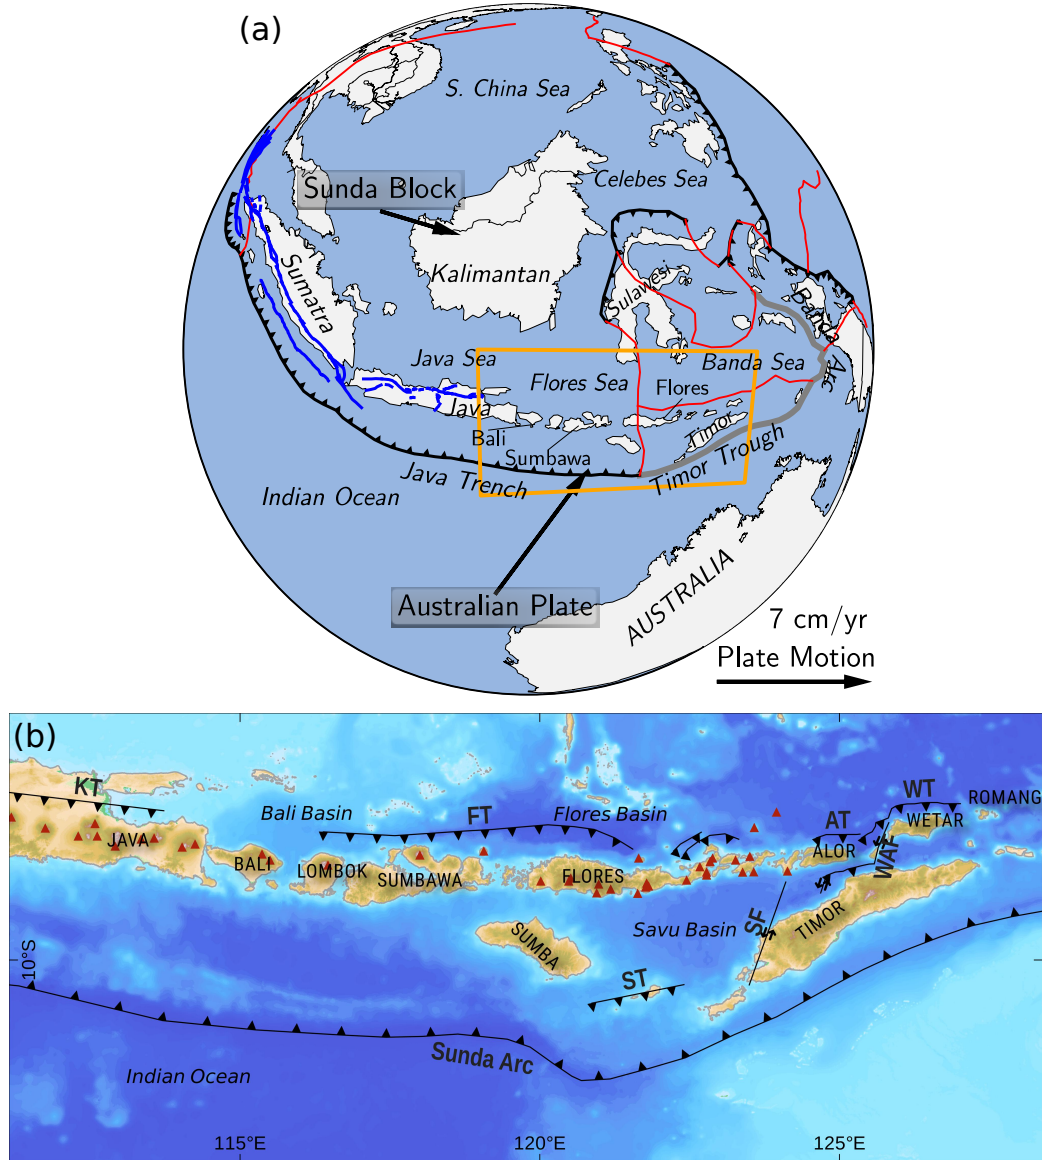 (a)
S. China Sea
Sunda Block
Celebes Sea
Kalimantan
Sumatra
Sulawesi
Banda
Arc
Java Sea
Flores Sea
Banda Sea
Flores
Java
Bali
Sumbawa
Timor
Timor Trough
Java Trench
Indian Ocean
Australian Plate
AUSTRALIA
7 cm/yr
Plate Motion
(b)
KT
Bali Basin
FT
Flores Basin
AT
WT
ROMANG
WETAR
JAVA
BALI
LOMBOK
SUMBAWA
FLORES
ALOR
WAF
SUMBA
Savu Basin
SF
TIMOR
10°S
ST
Sunda Arc
Indian Ocean
115°E
120°E
125°E